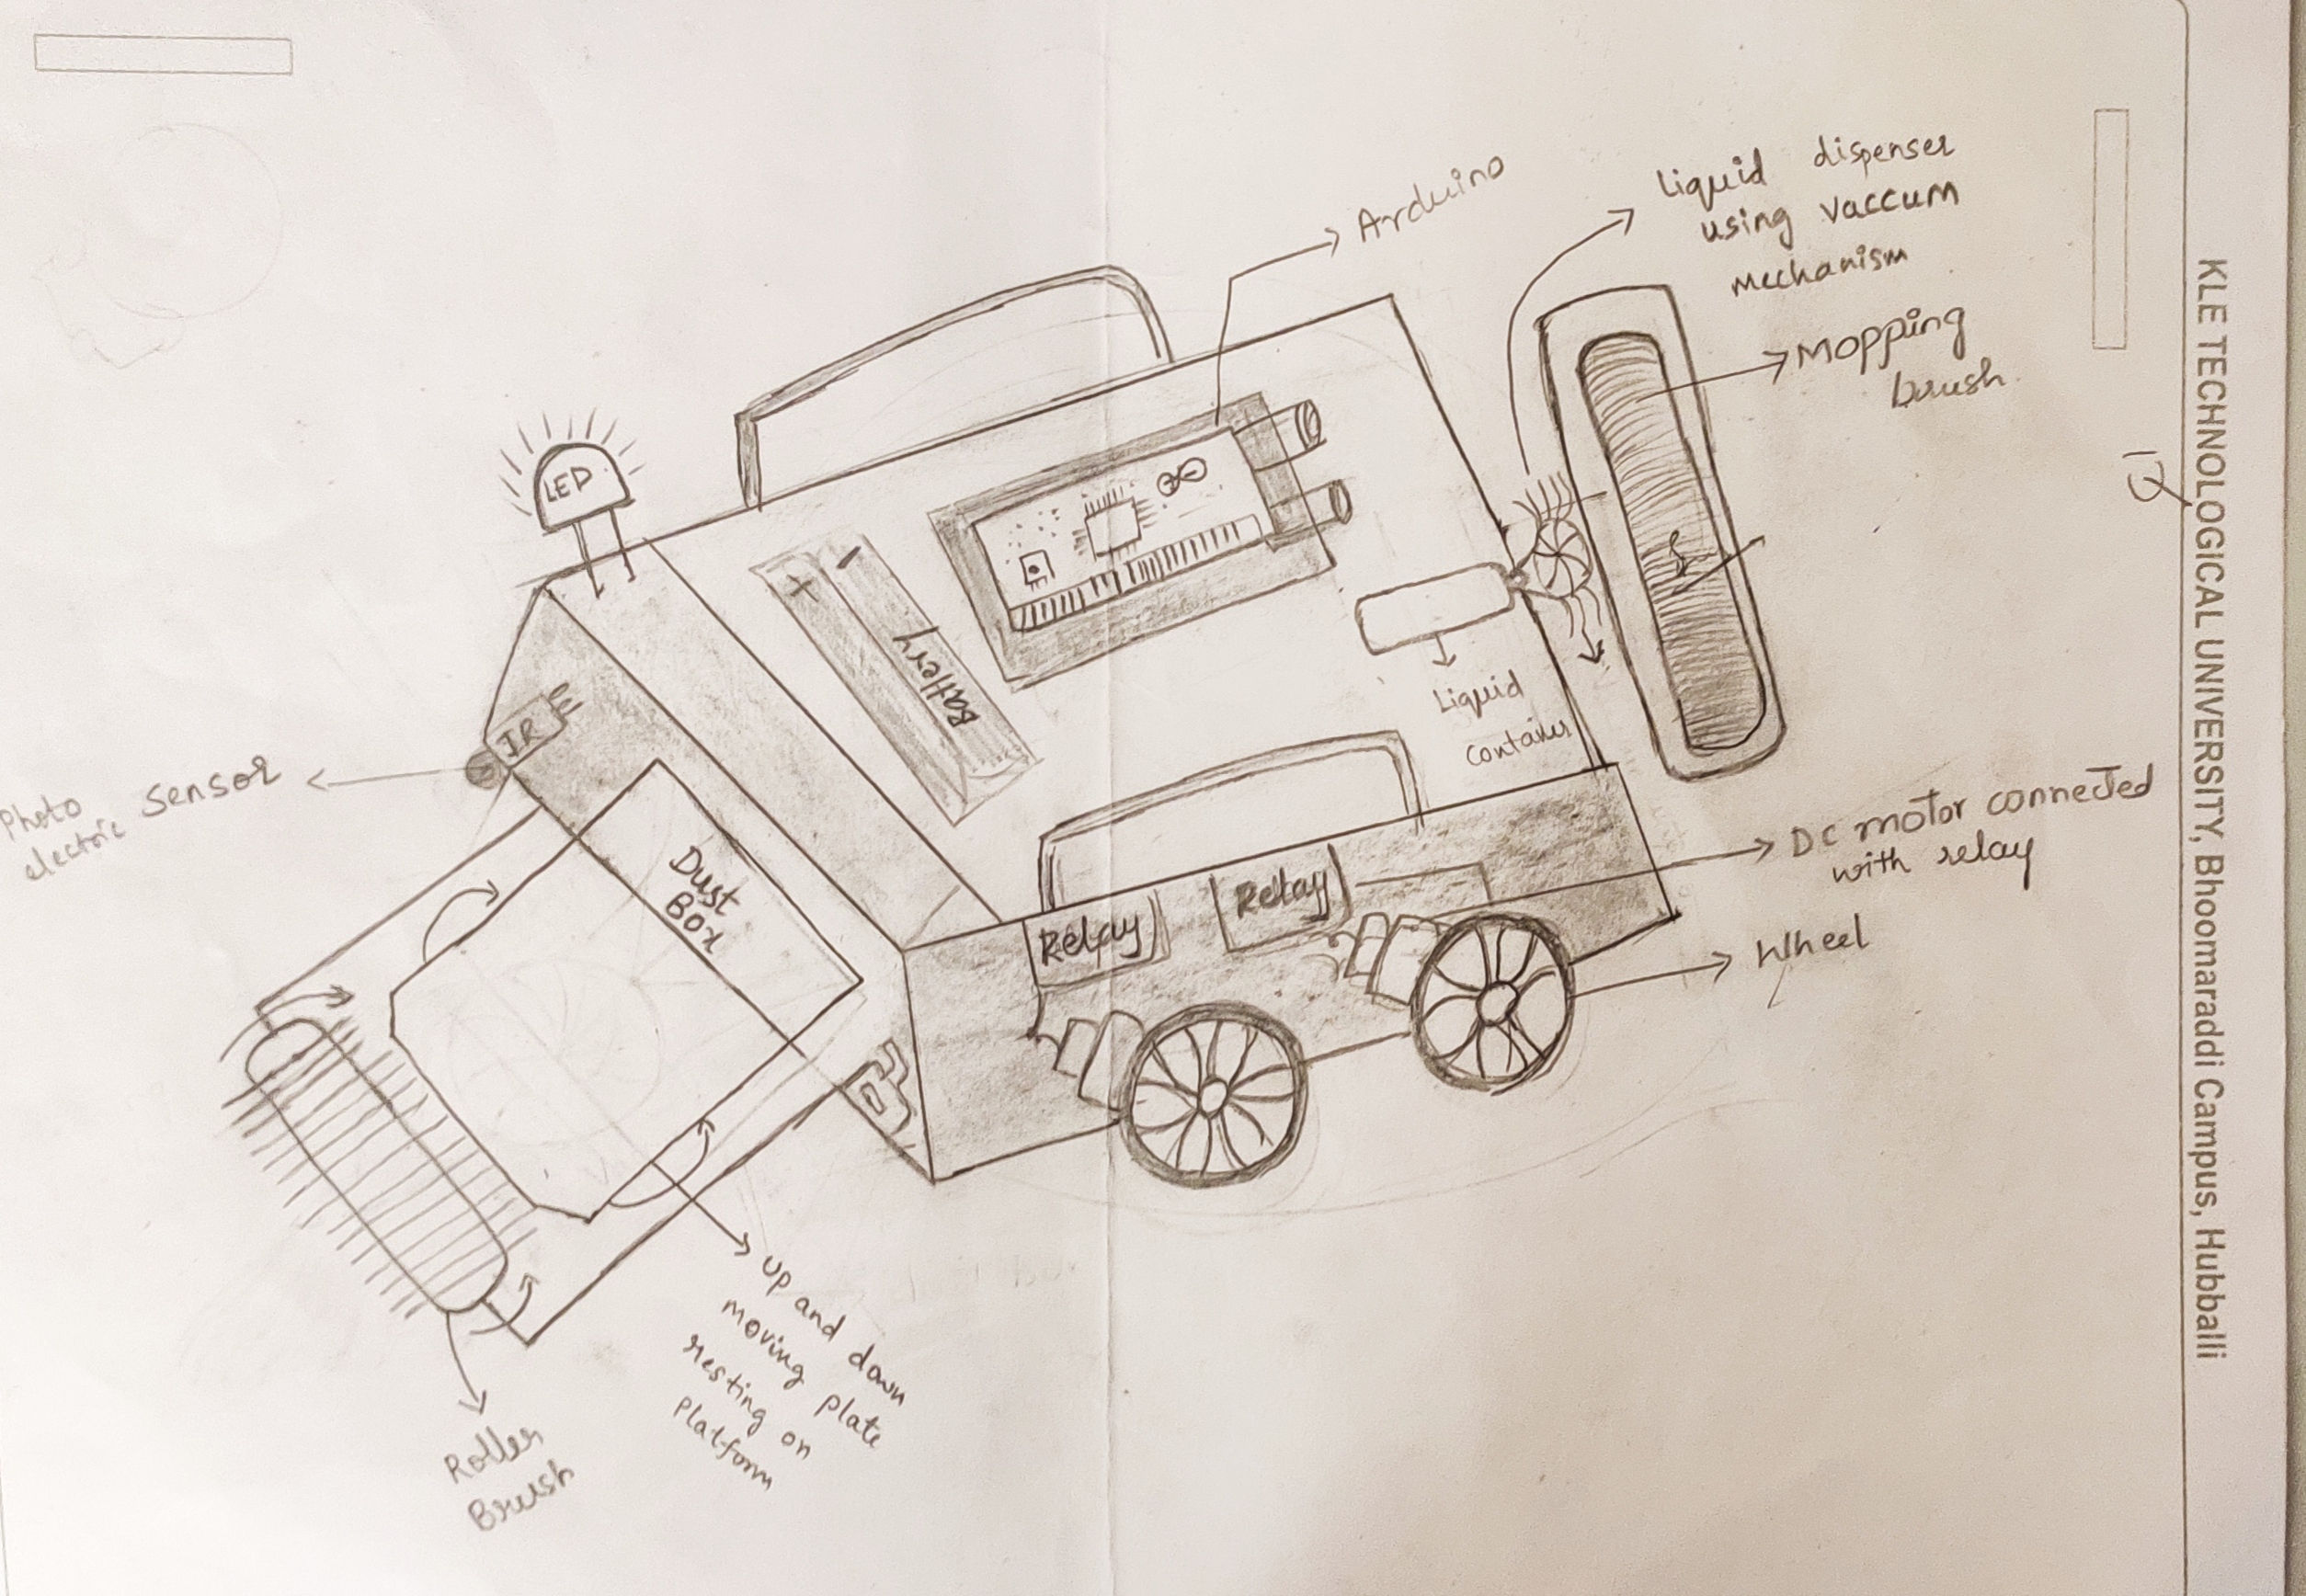 Arduino
Liquid dispenser
using vaccum
mechanism
Mopping
brush.
LED
+ -
Battery
Liquid
Container
IR
Photo
electric sensor
Dust
Box
Relay
Relay
DC motor connected
with relay
Wheel
up and down
moving plate
resting on
platform
Roller
Brush
KLE TECHNOLOGICAL UNIVERSITY, Bhoomaraddi Campus, Hubballi